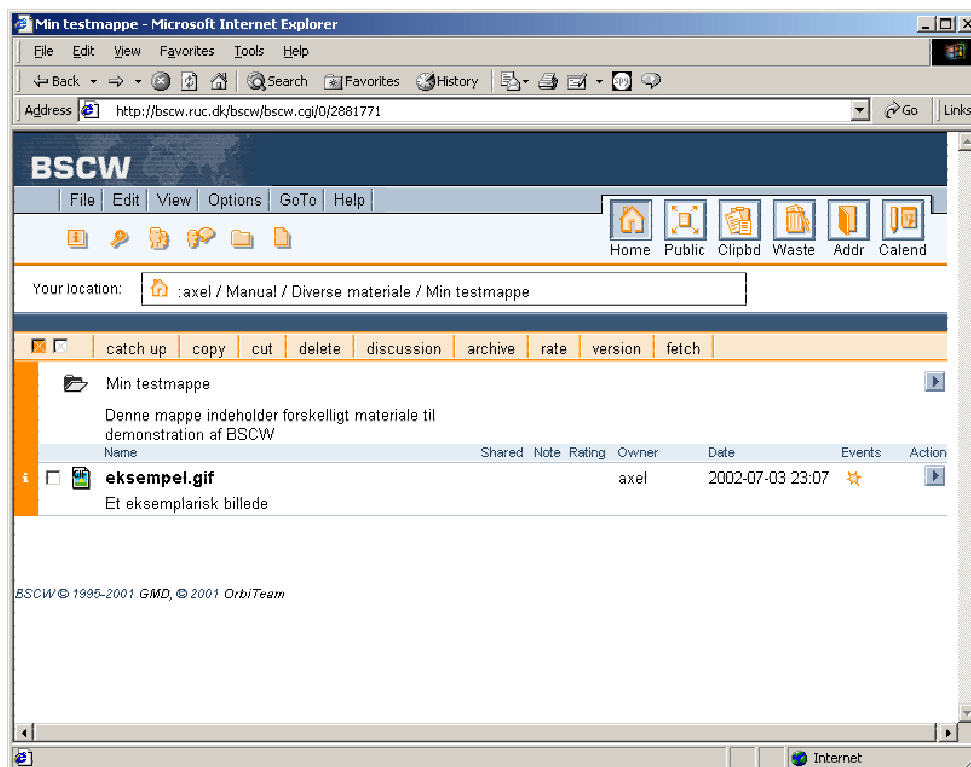 Min testmappe - Microsoft Internet Explorer
File Edit View Favorites Tools Help
Back Search Favorites History
Address http://bscw.ruc.dk/bscw/bscw.cgi/0/2881771 Go Links
BSCW
File Edit View Options GoTo Help
Home Public Clipbd Waste Addr Calend
Your location: :axel / Manual / Diverse materiale / Min testmappe
catch up copy cut delete discussion archive rate version fetch
Min testmappe
Denne mappe indeholder forskelligt materiale til
demonstration af BSCW
Name Shared Note Rating Owner Date Events Action
eksempel.gif axel 2002-07-03 23:07
Et eksemplarisk billede
BSCW © 1995-2001 GMD, © 2001 OrbiTeam
Internet